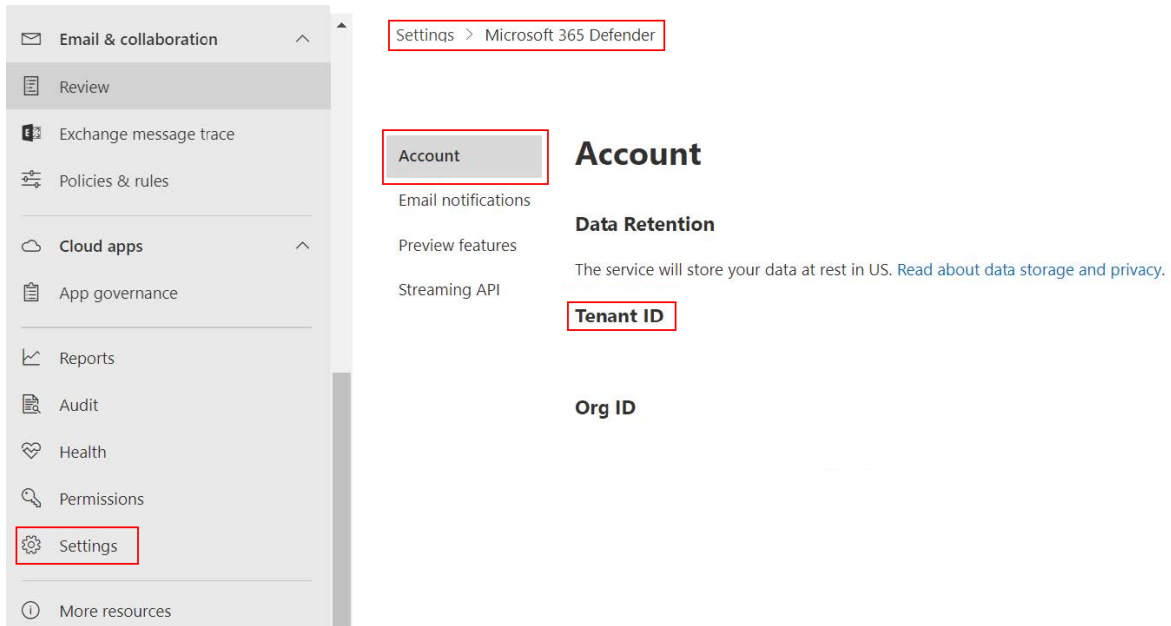 Email & collaboration
Review
Exchange message trace
Policies & rules
Cloud apps
App governance
Reports
Audit
Health
Permissions
Settings
More resources
Settings > Microsoft 365 Defender
Account
Email notifications
Preview features
Streaming API
Account
Data Retention
The service will store your data at rest in US. Read about data storage and privacy.
Tenant ID
Org ID